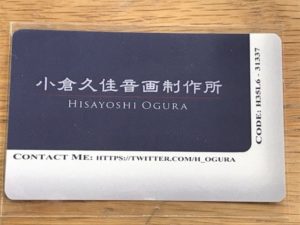 小倉久佳音画制作所
HISAYOSHI OGURA
CODE: H3SL6 - 31337
CONTACT ME: HTTPS://TWITTER.COM/H_OGURA